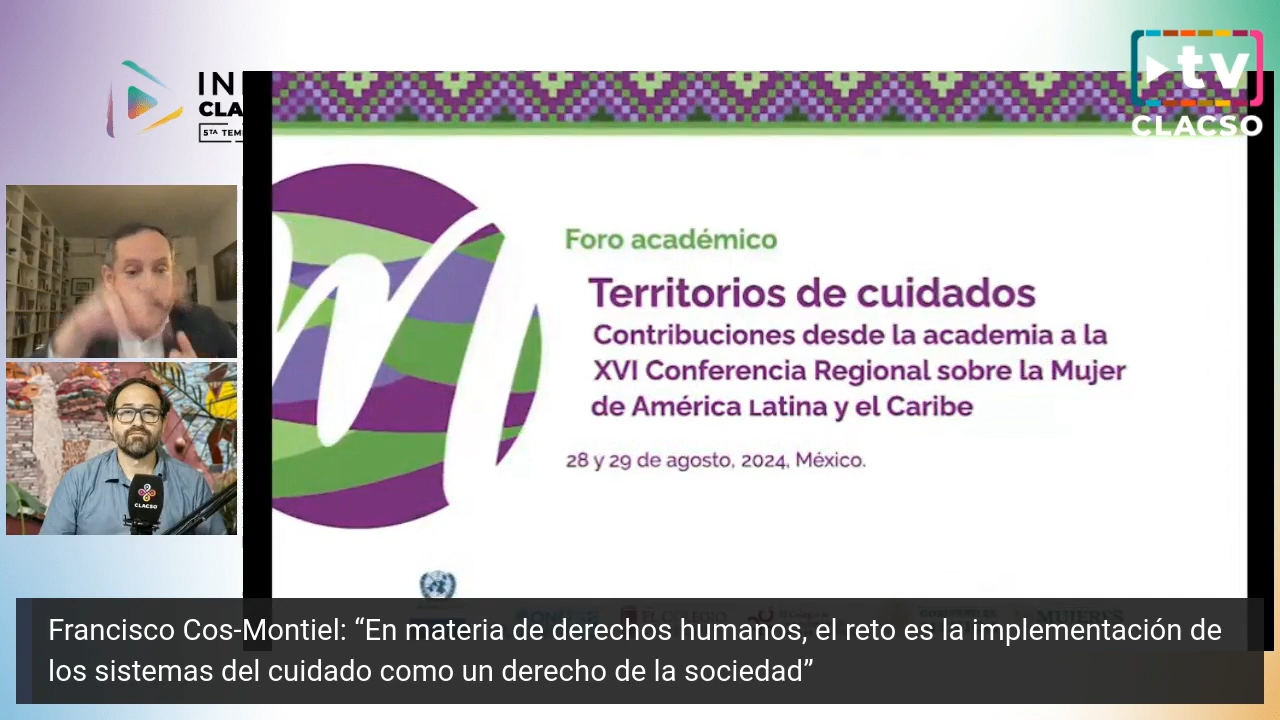 tv
CLACSO
CLA
5TA TEM
Foro académico
Territorios de cuidados
Contribuciones desde la academia a la
XVI Conferencia Regional sobre la Mujer
de América Latina y el Caribe
28 y 29 de agosto, 2024, México.
CLACSO
Francisco Cos-Montiel: “En materia de derechos humanos, el reto es la implementación de
los sistemas del cuidado como un derecho de la sociedad”